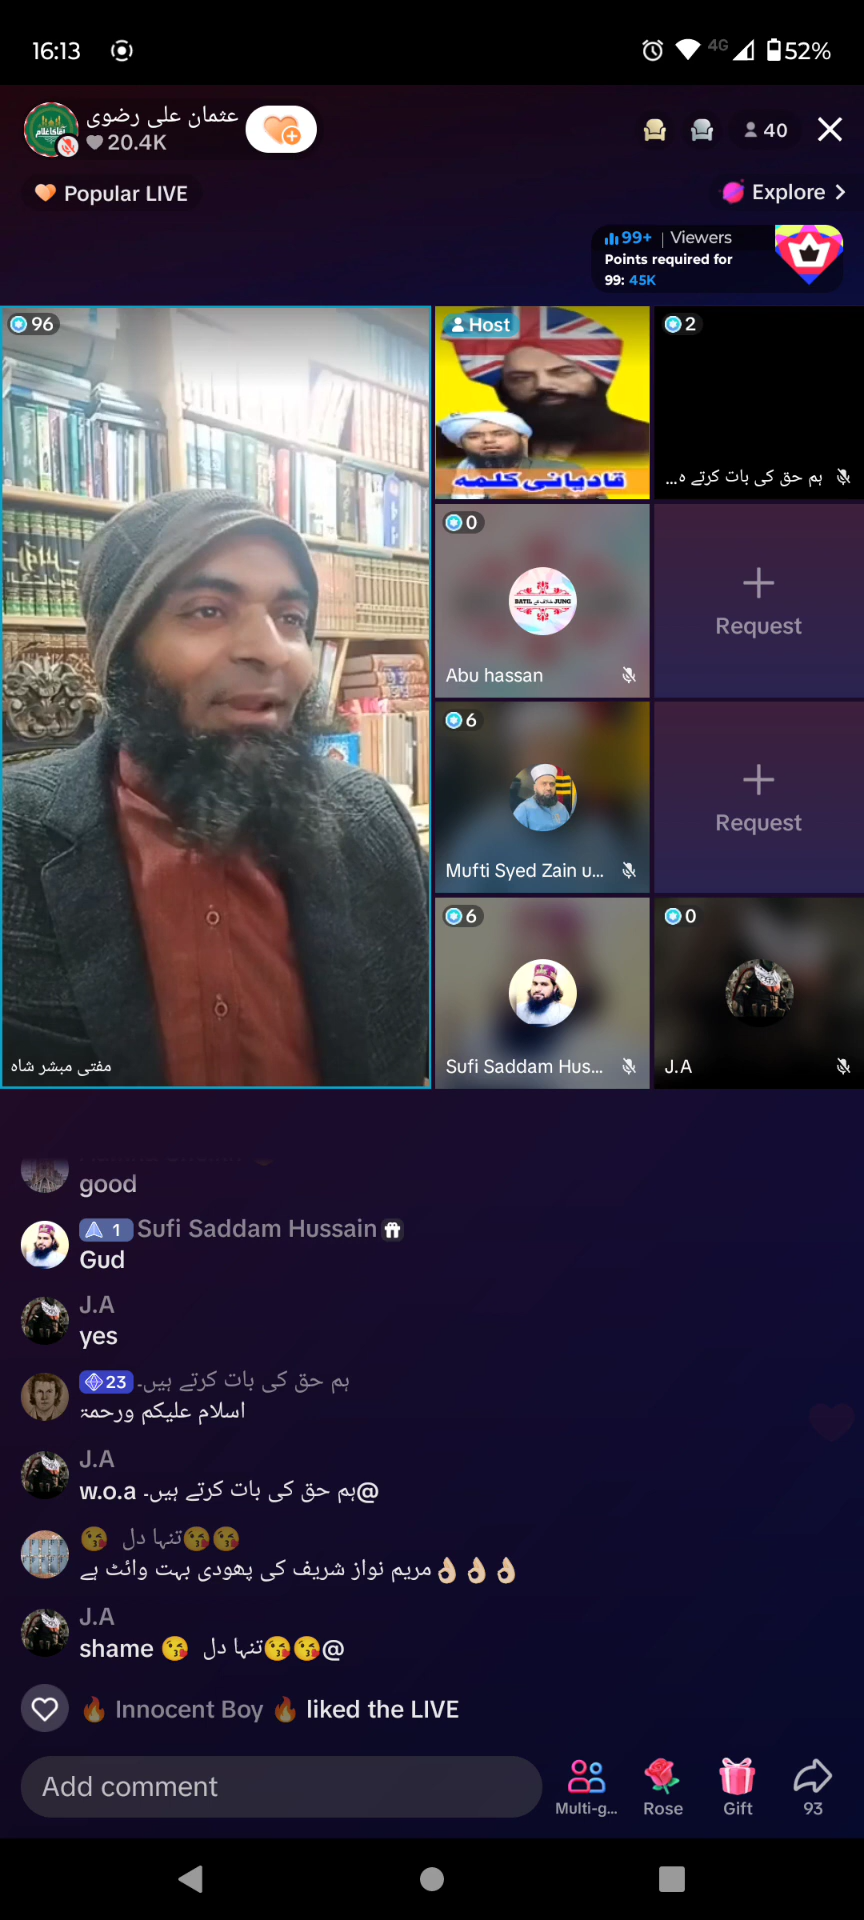 16:13
4G
52%
عثمان علی رضوی
20.4K
40
Popular LIVE
Explore
99+ | Viewers
Points required for
99: 45K
96
Host
2
قادیانی کلمه
ہم حق کی بات کرتے ہ...
0
BATIL
JUNG
Abu hassan
Request
6
Mufti Syed Zain u...
Request
6
Sufi Saddam Hus...
0
J.A
مفتی مبشر شاہ
good
1 Sufi Saddam Hussain
Gud
J.A
yes
23 ہم حق کی بات کرتے ہیں۔
اسلام علیکم ورحمۃ
J.A
w.o.a ہم حق کی بات کرتے ہیں۔@
😘 تنہا دل😘😘
مریم نواز شریف کی پھودی بہت وائٹ ہے👌🏼👌🏼👌🏼
J.A
shame 😘 تنہا دل😘😘@
🔥 Innocent Boy 🔥 liked the LIVE
Add comment
Multi-g...
Rose
Gift
93